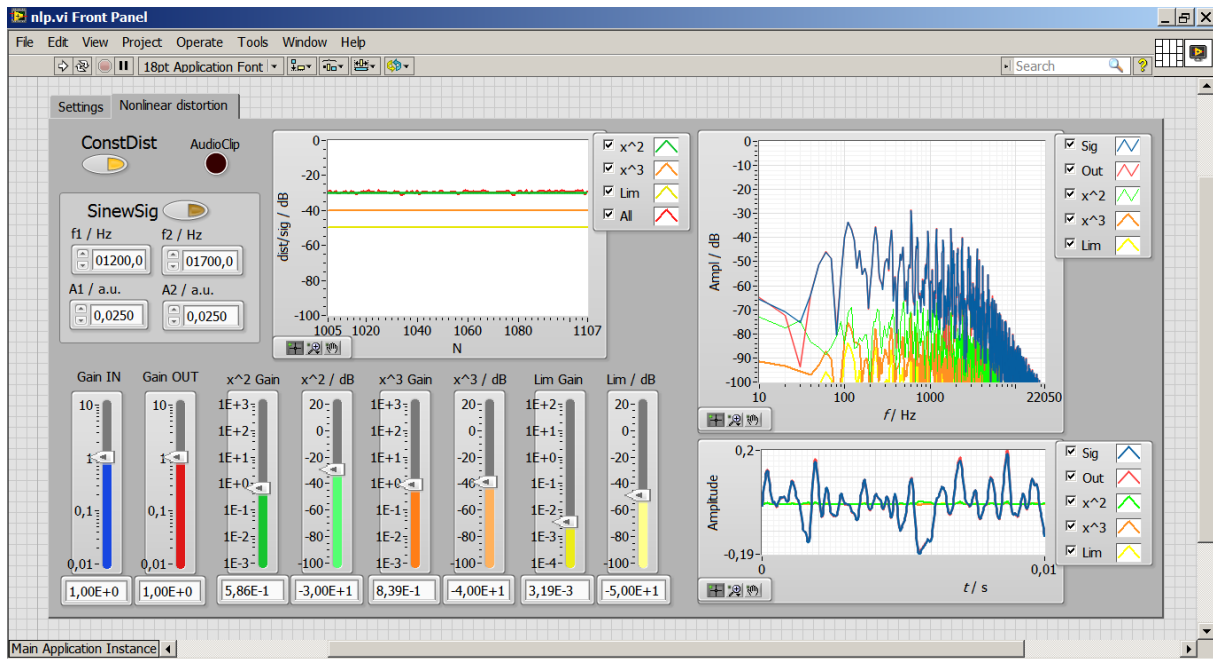 nlp.vi Front Panel
File Edit View Project Operate Tools Window Help
18pt Application Font
Search
Settings Nonlinear distortion
ConstDist AudioClip
SinewSig
f1 / Hz f2 / Hz
01200,0 01700,0
A1 / a.u. A2 / a.u.
0,0250 0,0250
dist/sig / dB
0
-20
-40
-60
-80
-100
1005 1020 1040 1060 1080 1107
N
x^2
x^3
Lim
All
Ampl / dB
0
-10
-20
-30
-40
-50
-60
-70
-80
-90
-100
10 100 1000 22050
f / Hz
Sig
Out
x^2
x^3
Lim
Gain IN Gain OUT x^2 Gain x^2 / dB x^3 Gain x^3 / dB Lim Gain Lim / dB
10 10 1E+3 20 1E+3 20 1E+2 20
1E+2 0 1E+2 0 1E+1 0
1 1 1E+1 -20 1E+1 -20 1E+0 -20
1E+0 -40 1E+0 -40 1E-1 -40
0,1 0,1 1E-1 -60 1E-1 -60 1E-2 -60
1E-2 -80 1E-2 -80 1E-3 -80
0,01 0,01 1E-3 -100 1E-3 -100 1E-4 -100
1,00E+0 1,00E+0 5,86E-1 -3,00E+1 8,39E-1 -4,00E+1 3,19E-3 -5,00E+1
Amplitude
0,2
-0,19
0 0,01
t / s
Sig
Out
x^2
x^3
Lim
Main Application Instance